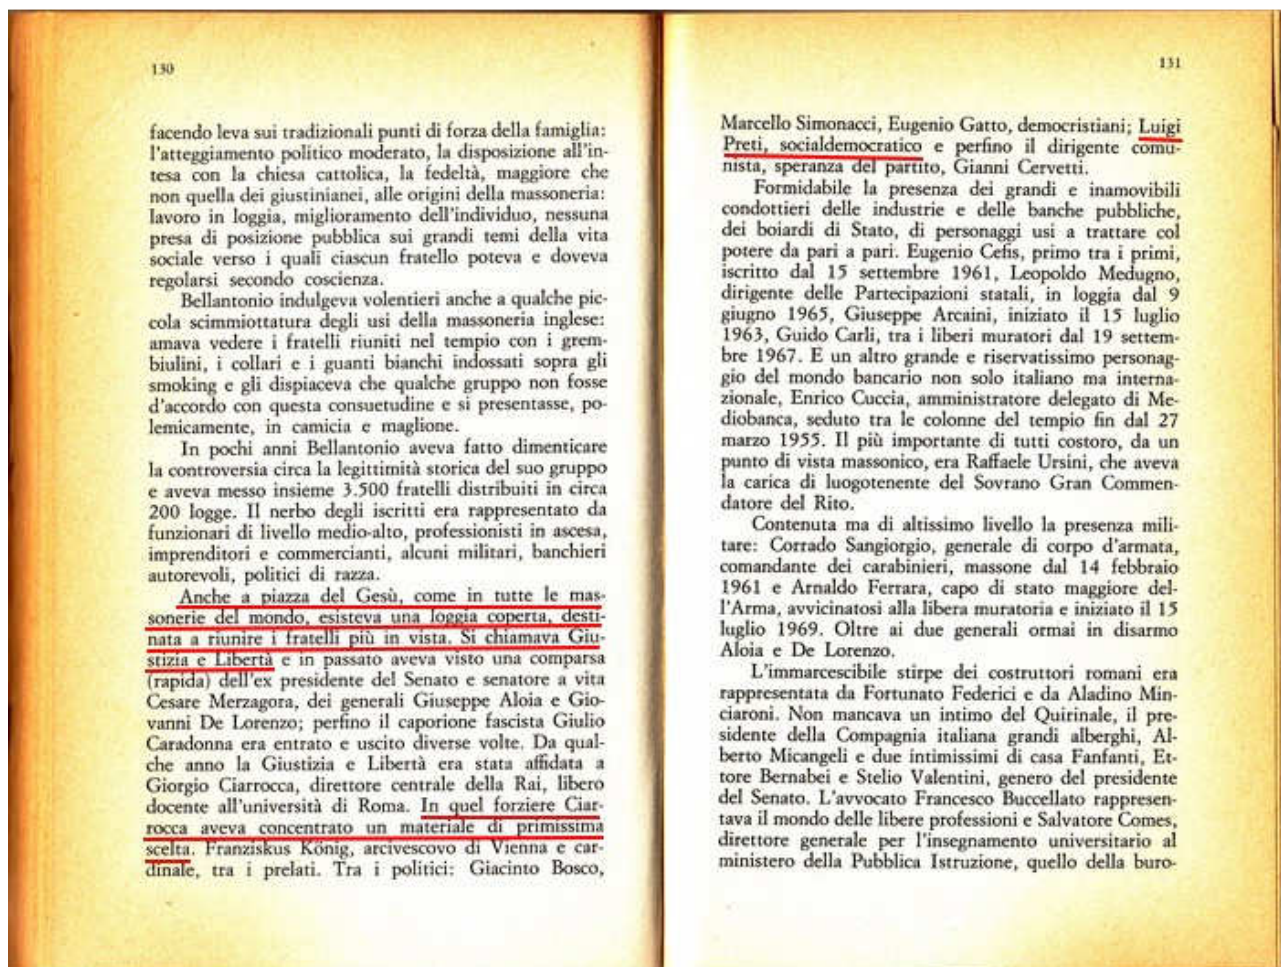 130
facendo leva sui tradizionali punti di forza della famiglia:
l'atteggiamento politico moderato, la disposizione all'in-
tesa con la chiesa cattolica, la fedeltà, maggiore che
non quella dei giustinianei, alle origini della massoneria:
lavoro in loggia, miglioramento dell'individuo, nessuna
presa di posizione pubblica sui grandi temi della vita
sociale verso i quali ciascun fratello poteva e doveva
regolarsi secondo coscienza.
Bellantonio indulgeva volentieri anche a qualche pic-
cola scimmiottatura degli usi della massoneria inglese:
amava vedere i fratelli riuniti nel tempio con i grem-
biulini, i collari e i guanti bianchi indossati sopra gli
smoking e gli dispiaceva che qualche gruppo non fosse
d'accordo con questa consuetudine e si presentasse, po-
lemicamente, in camicia e maglione.
In pochi anni Bellantonio aveva fatto dimenticare
la controversia circa la legittimità storica del suo gruppo
e aveva messo insieme 3.500 fratelli distribuiti in circa
200 logge. Il nerbo degli iscritti era rappresentato da
funzionari di livello medio-alto, professionisti in ascesa,
imprenditori e commercianti, alcuni militari, banchieri
autorevoli, politici di razza.
Anche a piazza del Gesù, come in tutte le mas-
sonerie del mondo, esisteva una loggia coperta, desti-
nata a riunire i fratelli più in vista. Si chiamava Giu-
stizia e Libertà e in passato aveva visto una comparsa
(rapida) dell'ex presidente del Senato e senatore a vita
Cesare Merzagora, dei generali Giuseppe Aloia e Gio-
vanni De Lorenzo; perfino il caporione fascista Giulio
Caradonna era entrato e uscito diverse volte. Da qual-
che anno la Giustizia e Libertà era stata affidata a
Giorgio Ciarrocca, direttore centrale della Rai, libero
docente all'università di Roma. In quel forziere Ciar-
rocca aveva concentrato un materiale di primissima
scelta. Franziskus König, arcivescovo di Vienna e car-
dinale, tra i prelati. Tra i politici: Giacinto Bosco,
131
Marcello Simonacci, Eugenio Gatto, democristiani; Luigi
Preti, socialdemocratico e perfino il dirigente comu-
nista, speranza del partito, Gianni Cervetti.
Formidabile la presenza dei grandi e inamovibili
condottieri delle industrie e delle banche pubbliche,
dei boiardi di Stato, di personaggi usi a trattare col
potere da pari a pari. Eugenio Cefis, primo tra i primi,
iscritto dal 15 settembre 1961, Leopoldo Medugno,
dirigente delle Partecipazioni statali, in loggia dal 9
giugno 1965, Giuseppe Arcaini, iniziato il 15 luglio
1963, Guido Carli, tra i liberi muratori dal 19 settem-
bre 1967. E un altro grande e riservatissimo personag-
gio del mondo bancario non solo italiano ma interna-
zionale, Enrico Cuccia, amministratore delegato di Me-
diobanca, seduto tra le colonne del tempio fin dal 27
marzo 1955. Il più importante di tutti costoro, da un
punto di vista massonico, era Raffaele Ursini, che aveva
la carica di luogotenente del Sovrano Gran Commen-
datore del Rito.
Contenuta ma di altissimo livello la presenza mili-
tare: Corrado Sangiorgio, generale di corpo d'armata,
comandante dei carabinieri, massone dal 14 febbraio
1961 e Arnaldo Ferrara, capo di stato maggiore del-
l'Arma, avvicinatosi alla libera muratoria e iniziato il 15
luglio 1969. Oltre ai due generali ormai in disarmo
Aloia e De Lorenzo.
L'immarcescibile stirpe dei costruttori romani era
rappresentata da Fortunato Federici e da Aladino Min-
ciaroni. Non mancava un intimo del Quirinale, il pre-
sidente della Compagnia italiana grandi alberghi, Al-
berto Micangeli e due intimissimi di casa Fanfani, Et-
tore Bernabei e Stelio Valentini, genero del presidente
del Senato. L'avvocato Francesco Buccellato rappresen-
tava il mondo delle libere professioni e Salvatore Comes,
direttore generale per l'insegnamento universitario al
ministero della Pubblica Istruzione, quello della buro-